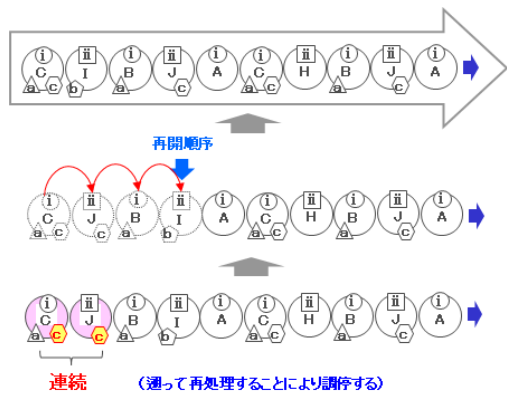 i ii i ii i ii i ii
C I B J A C H B J A
a c b a c a c a c
再開順序
i ii i ii i ii i ii
C J B I A C H B J A
a c c a b a c a c
i ii i ii i ii i ii
C J B I A C H B J A
a c c a b a c a c
連続
(遡って再処理することにより調停する)